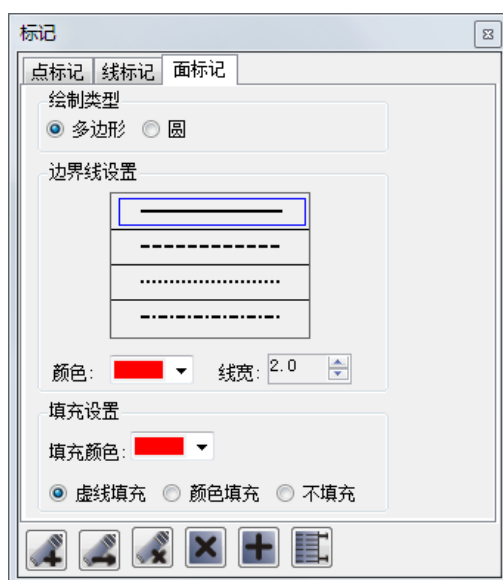 标记
点标记 线标记 面标记
绘制类型
多边形 圆
边界线设置
颜色: 线宄: 2.0
填充设置
填充颜色:
虚线填充 颜色填充 不填充